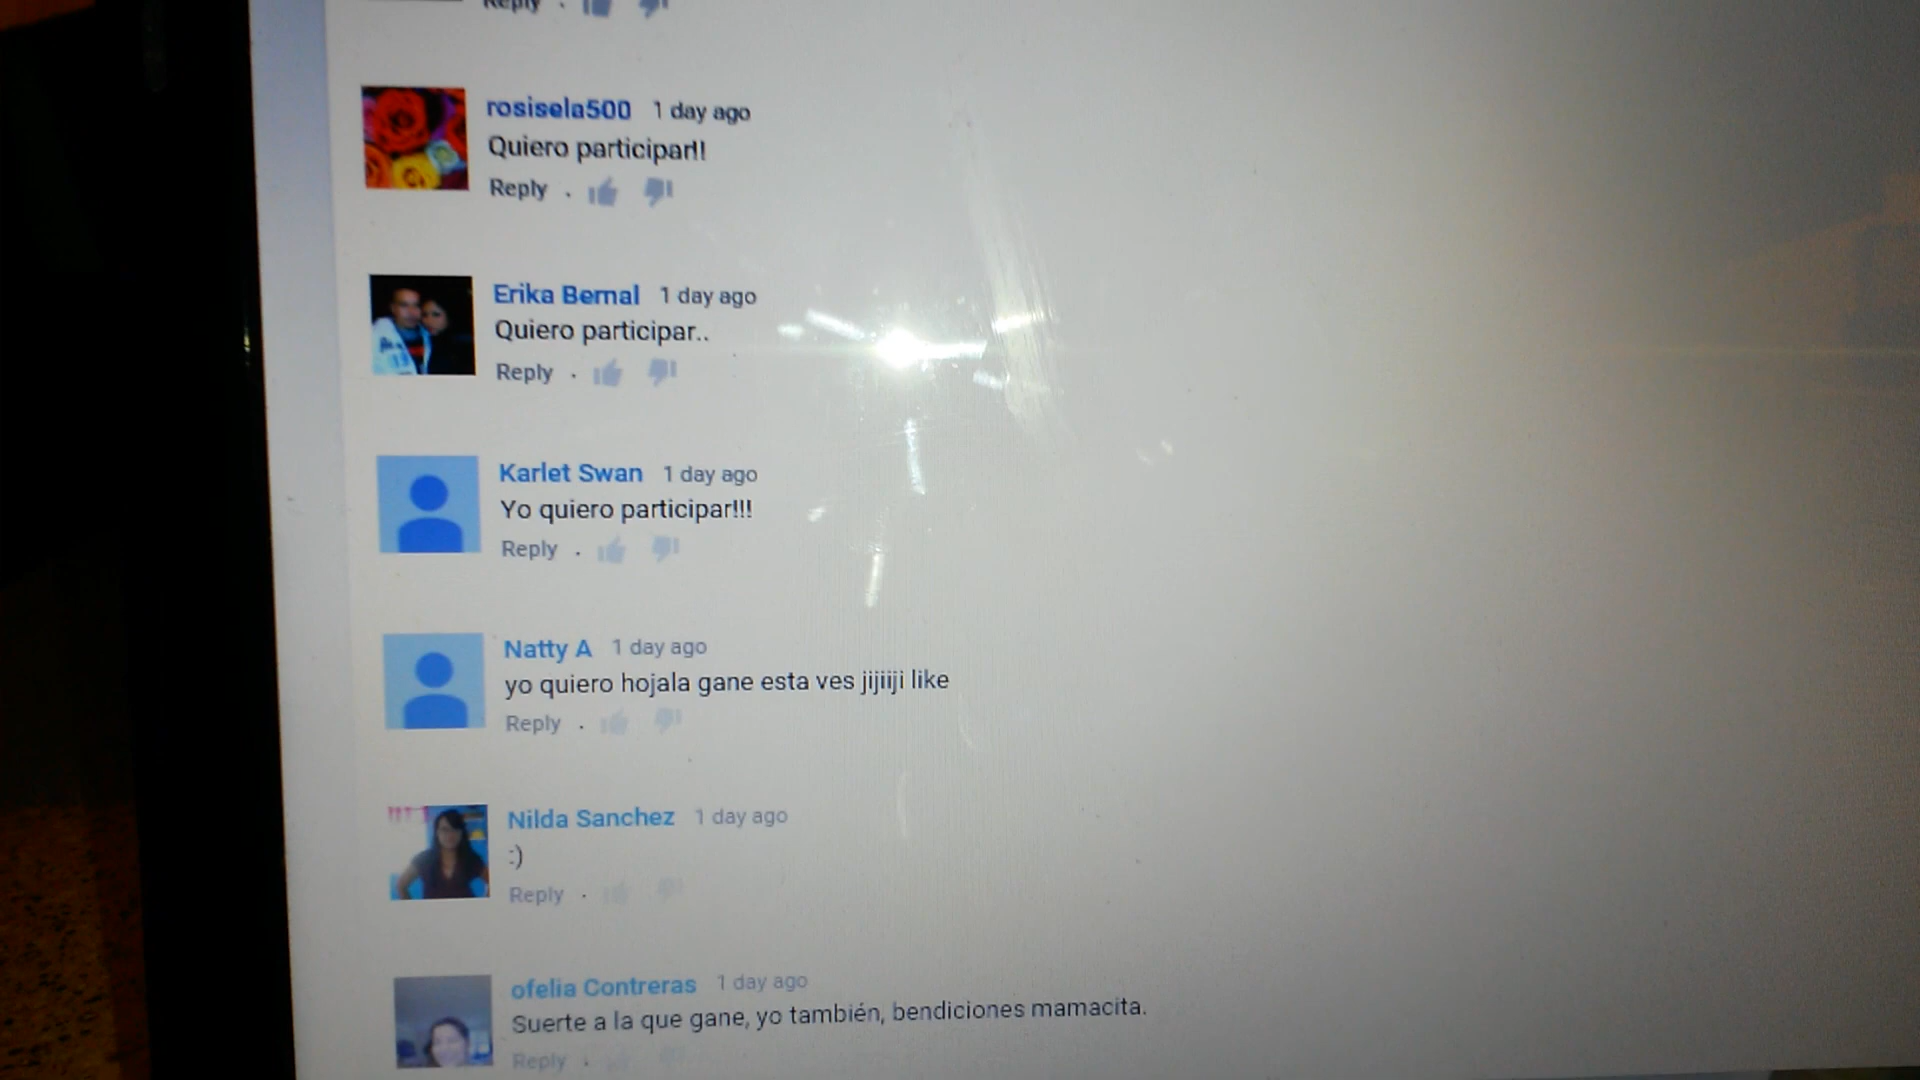 Reply .
rosisela500 1 day ago
Quiero participar!!
Reply .
Erika Bernal 1 day ago
Quiero participar..
Reply .
Karlet Swan 1 day ago
Yo quiero participar!!!
Reply .
Natty A 1 day ago
yo quiero hojala gane esta ves jijiiji like
Reply .
Nilda Sanchez 1 day ago
:)
Reply .
ofelia Contreras 1 day ago
Suerte a la que gane, yo también, bendiciones mamacita.
Reply .